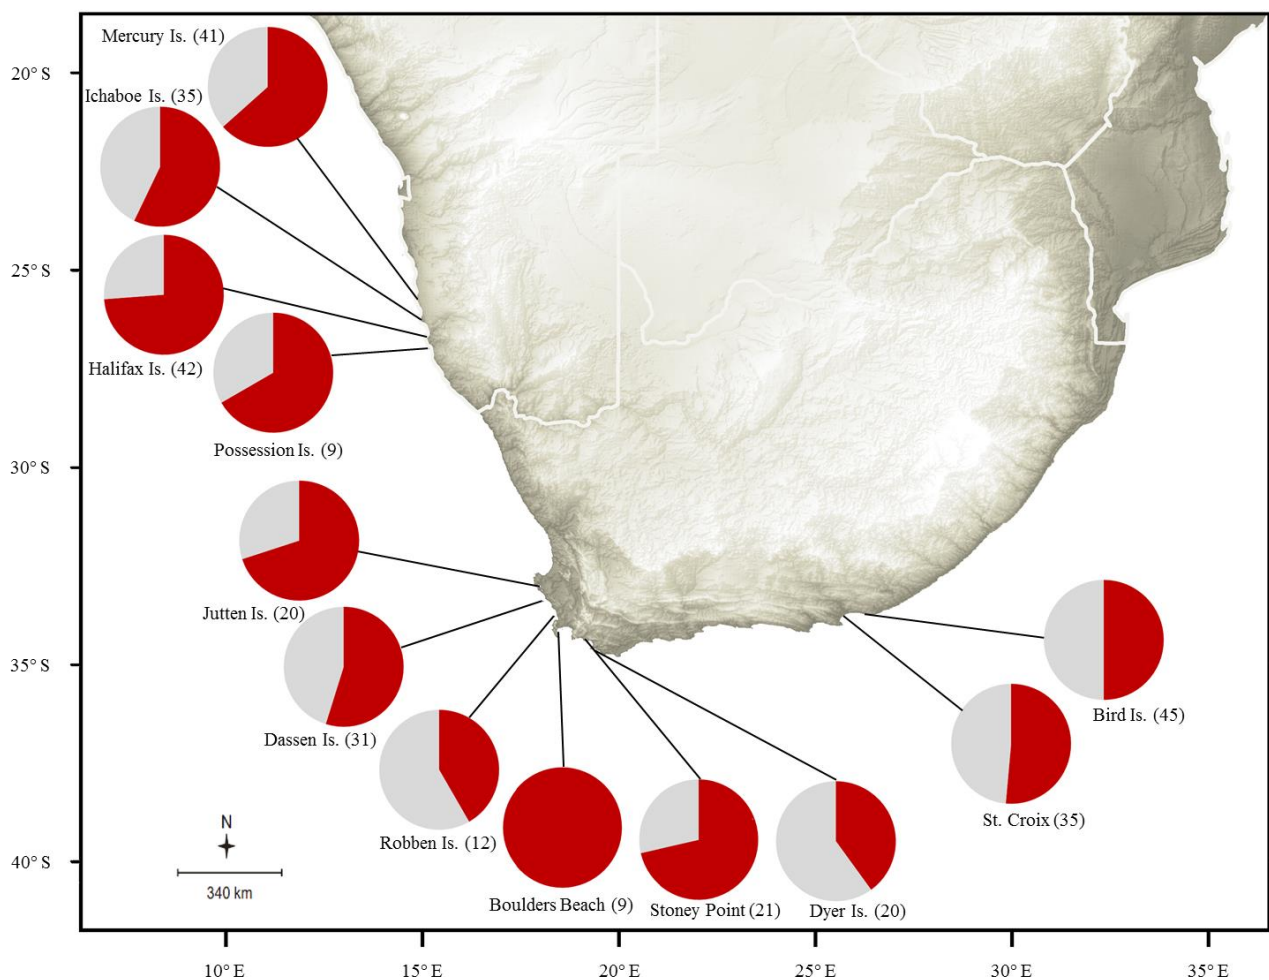 Mercury Is. (41)
20° S
Ichaboe Is. (35)
25° S
Halifax Is. (42)
Possession Is. (9)
30° S
Jutten Is. (20)
35° S
Dassen Is. (31)
Bird Is. (45)
St. Croix (35)
N
Robben Is. (12)
40° S
340 km
Boulders Beach (9)
Stoney Point (21)
Dyer Is. (20)
10° E
15° E
20° E
25° E
30° E
35° E